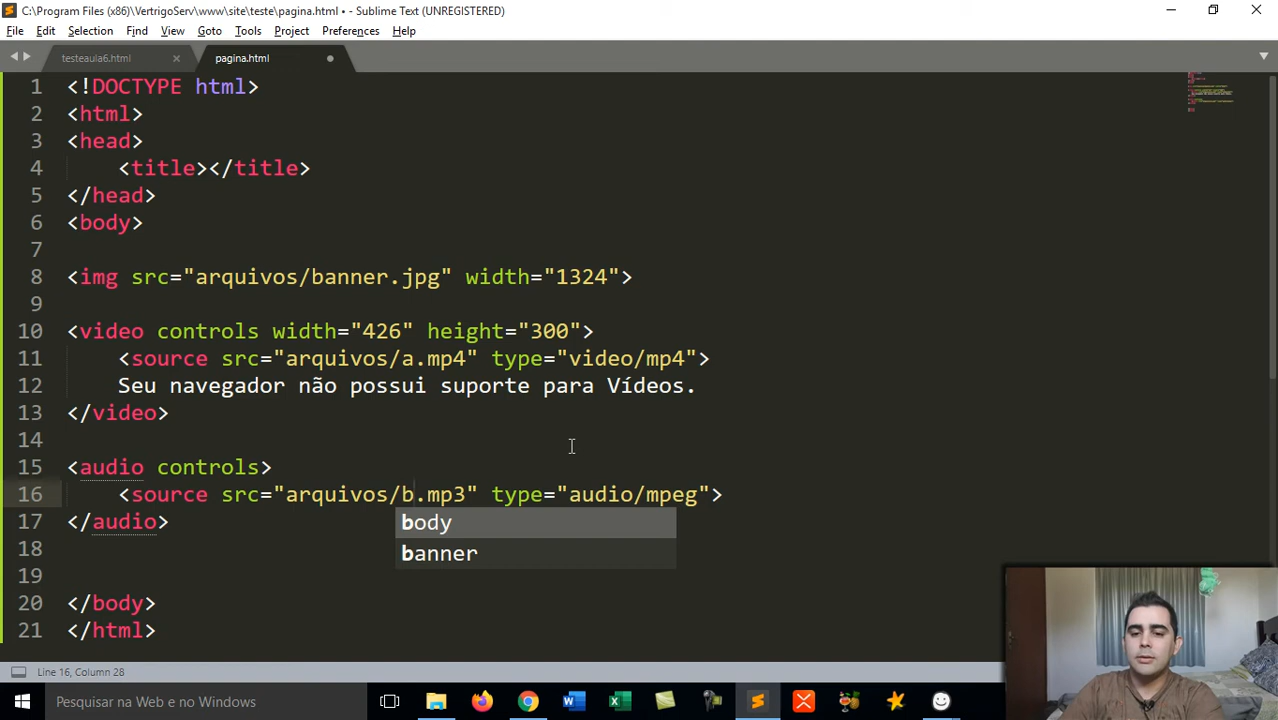 C:\Program Files (x86)\VertrigoServ\www\site\teste\pagina.html • - Sublime Text (UNREGISTERED)
File Edit Selection Find View Goto Tools Project Preferences Help
testeaula6.html pagina.html
1 <!DOCTYPE html>
2 <html>
3 <head>
4 <title></title>
5 </head>
6 <body>
7
8 <img src="arquivos/banner.jpg" width="1324">
9
10 <video controls width="426" height="300">
11 <source src="arquivos/a.mp4" type="video/mp4">
12 Seu navegador não possui suporte para Vídeos.
13 </video>
14
15 <audio controls>
16 <source src="arquivos/b.mp3" type="audio/mpeg">
17 </audio>
body
18
banner
19
20 </body>
21 </html>
Line 16, Column 28
Pesquisar na Web e no Windows